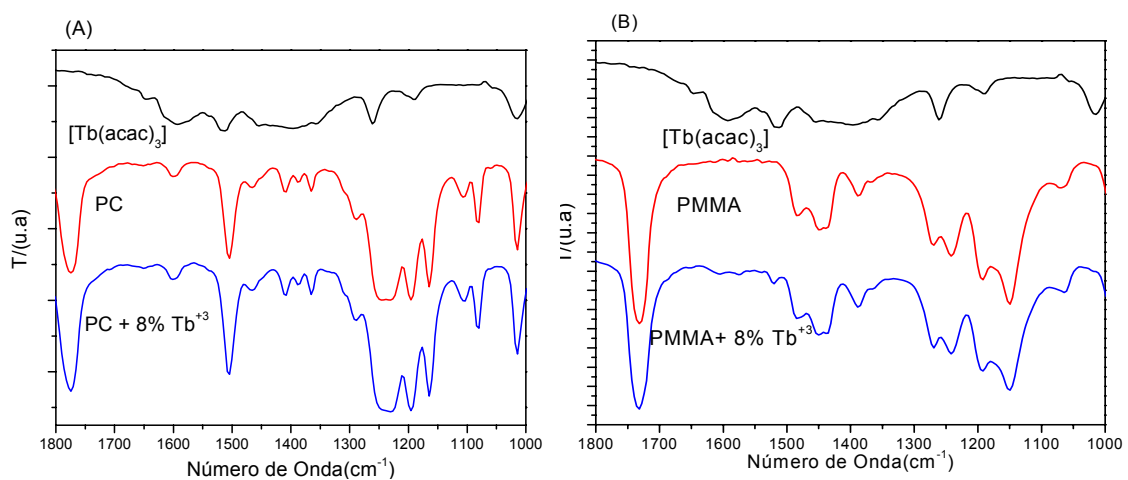 (A)
T/(u.a)
[Tb(acac)3]
PC
PC + 8% Tb+3
1800 1700 1600 1500 1400 1300 1200 1100 1000
Número de Onda(cm-1)
(B)
T/(u.a)
[Tb(acac)3]
PMMA
PMMA+ 8% Tb+3
1800 1700 1600 1500 1400 1300 1200 1100 1000
Número de Onda(cm-1)